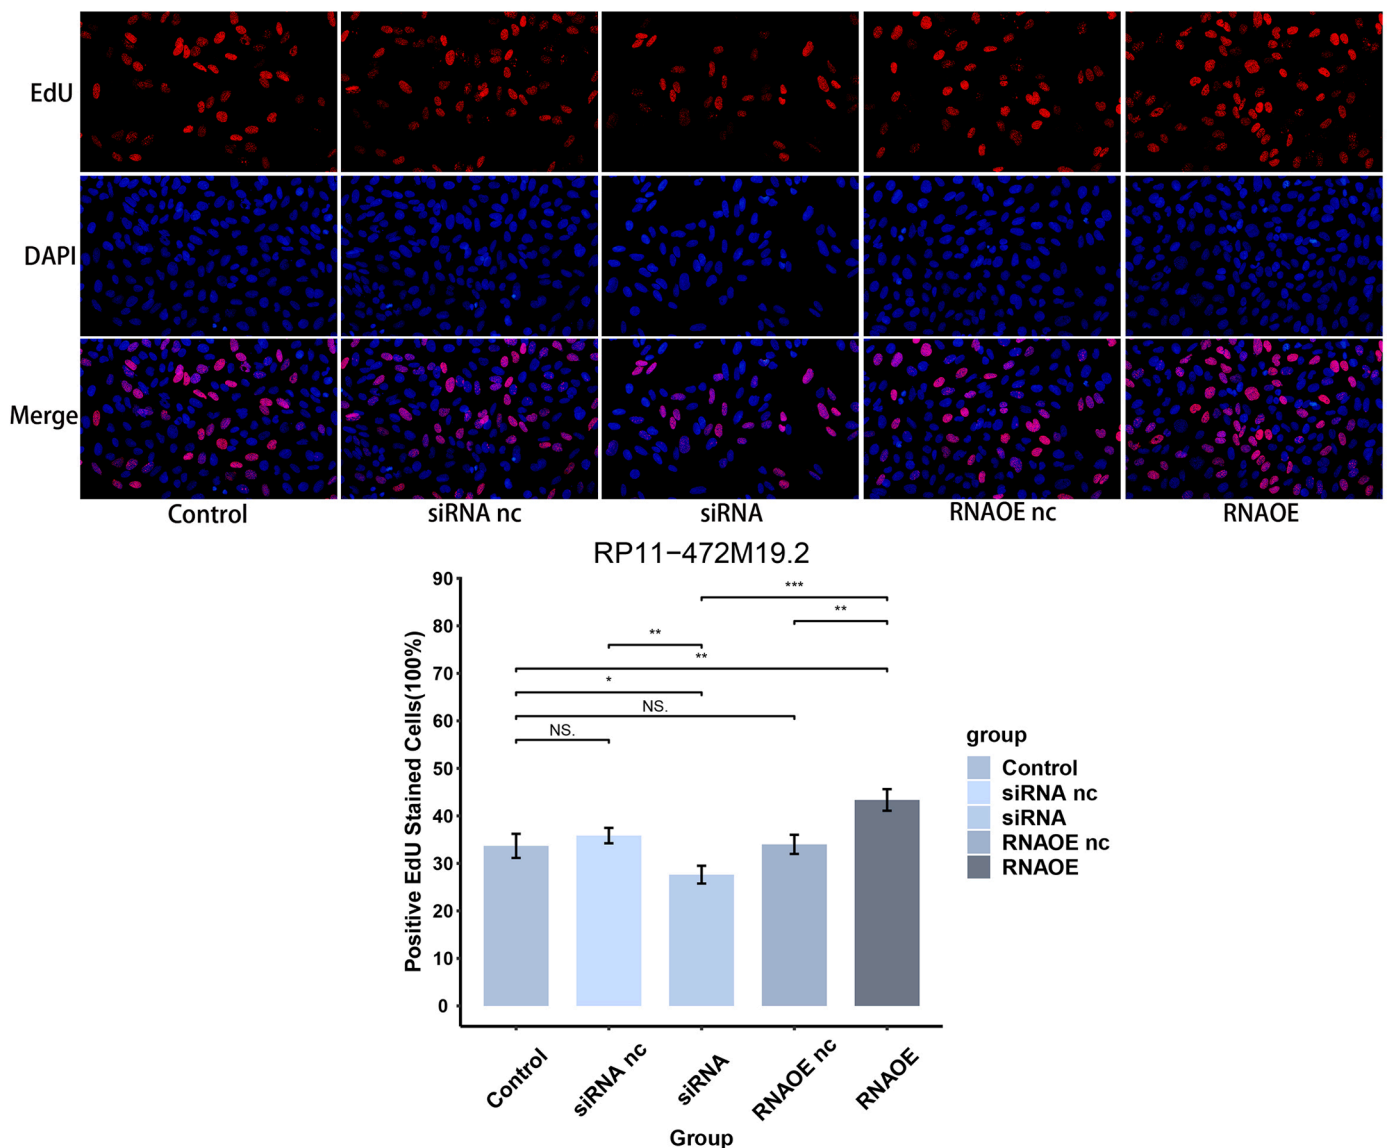 EdU
DAPI
Merge
Control siRNA nc siRNA RNAOE nc RNAOE
RP11−472M19.2
Positive EdU Stained Cells(100%)
90
80
70
60
50
40
30
20
10
0
***
**
**
**
*
NS.
NS.
Control
siRNA nc
siRNA
RNAOE nc
RNAOE
Group
group
Control
siRNA nc
siRNA
RNAOE nc
RNAOE